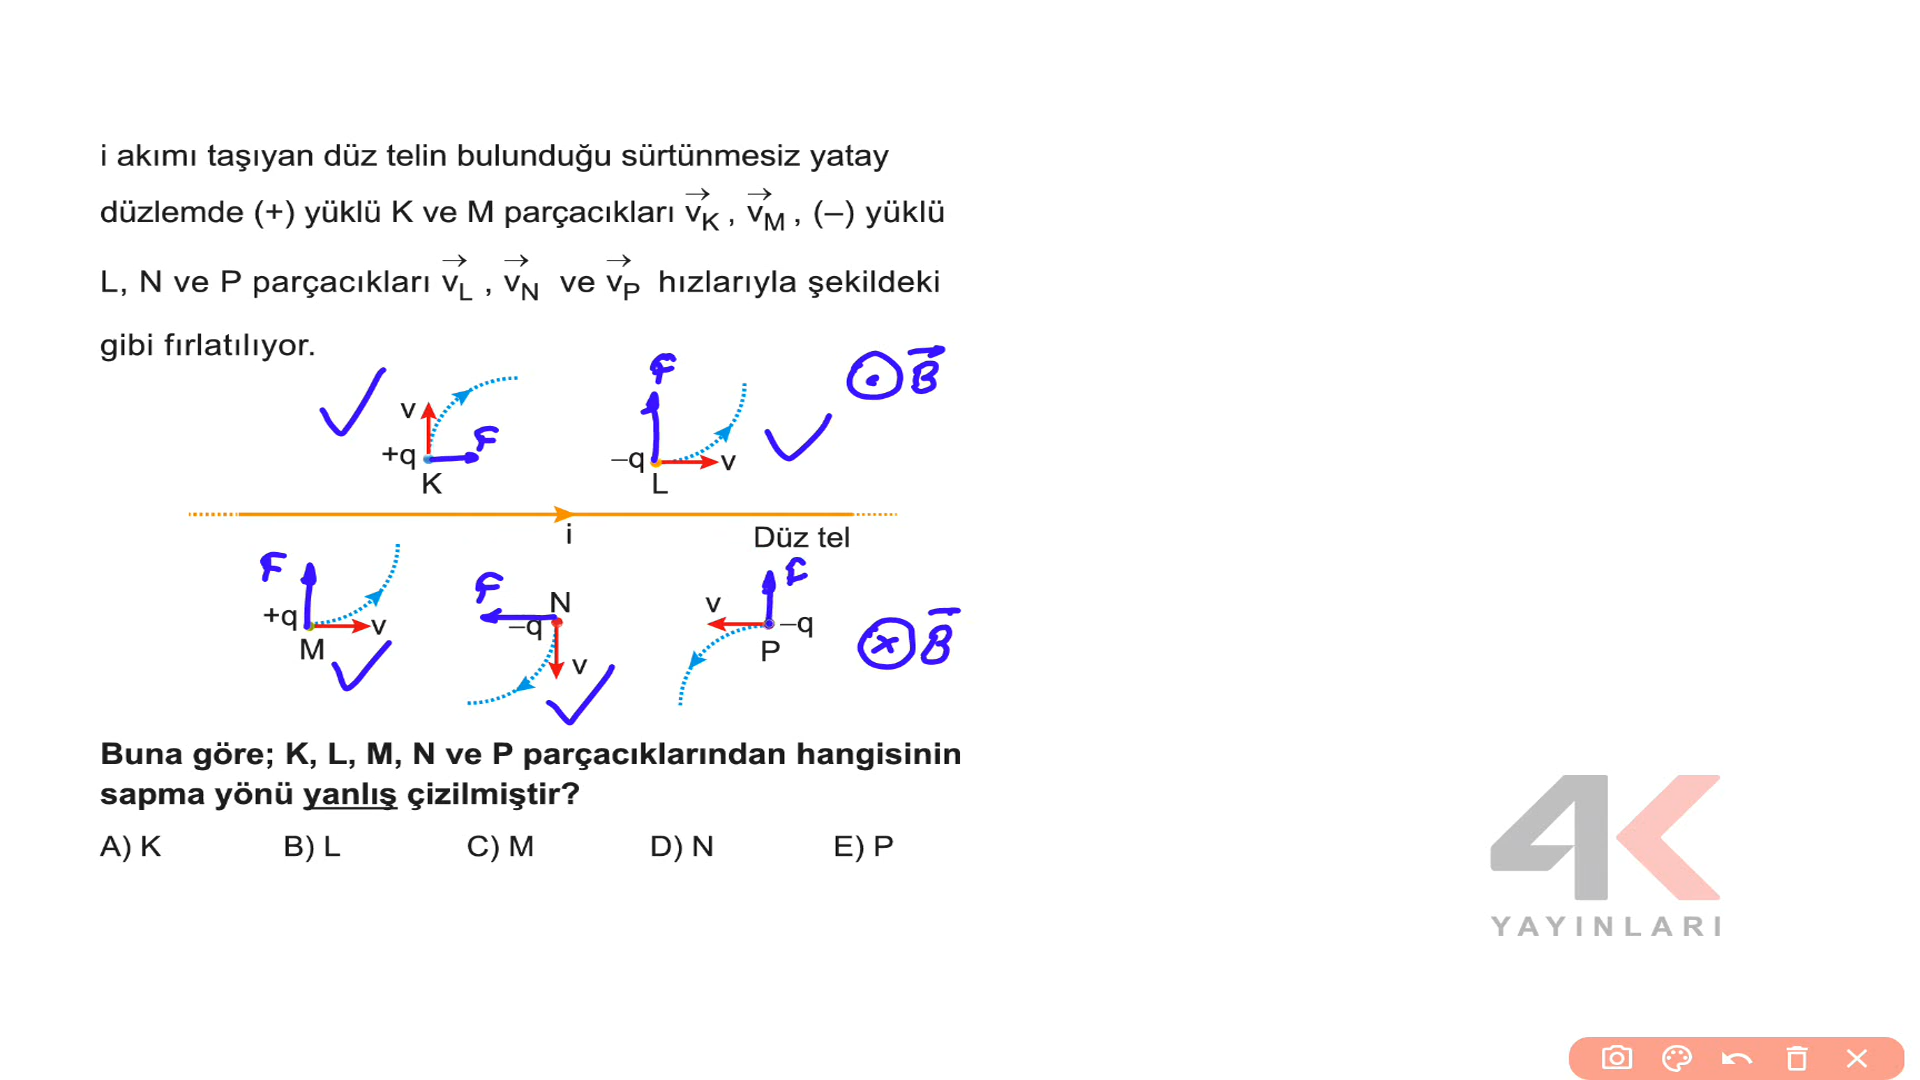 i akımı taşıyan düz telin bulunduğu sürtünmesiz yatay
düzlemde (+) yüklü K ve M parçacıkları v⃗K , v⃗M , (–) yüklü
L, N ve P parçacıkları v⃗L , v⃗N ve v⃗P hızlarıyla şekildeki
gibi fırlatılıyor.
F
B⃗
v
F
+q
K
–q
v
L
i
Düz tel
F
+q
v
M
F
N
–q
v
F
v
–q
P
B⃗
Buna göre; K, L, M, N ve P parçacıklarından hangisinin
sapma yönü yanlış çizilmiştir?
A) K B) L C) M D) N E) P
4K
YAYINLARI